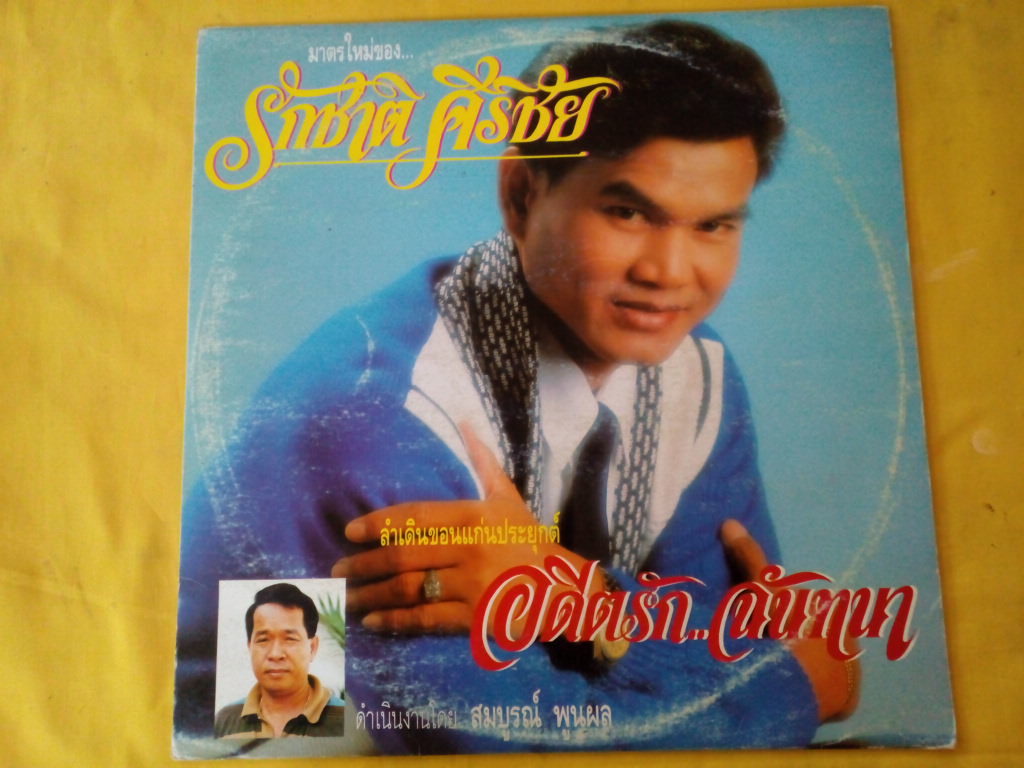 มาตรใหม่ของ...
รักชาติ ศิริชัย
ลำเดินขอนแก่นประยุกต์
อดีตรัก..ฉันทนา
ดำเนินงานโดย.. สมบูรณ์ พูนผล